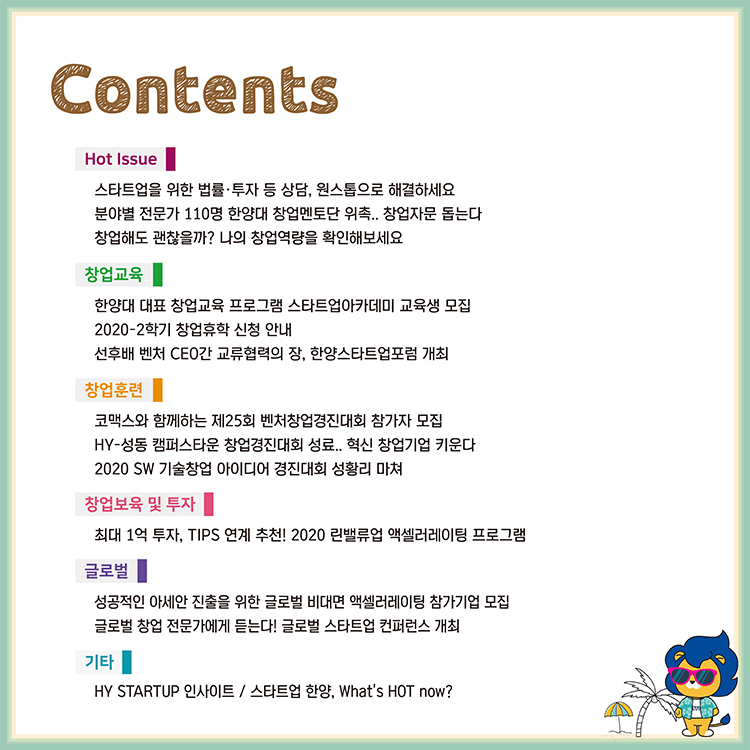 Contents
Hot Issue
스타트업을 위한 법률·투자 등 상담, 원스톱으로 해결하세요
분야별 전문가 110명 한양대 창업멘토단 위촉.. 창업자문 돕는다
창업해도 괜찮을까? 나의 창업역량을 확인해보세요
창업교육
한양대 대표 창업교육 프로그램 스타트업아카데미 교육생 모집
2020-2학기 창업휴학 신청 안내
선후배 벤처 CEO간 교류협력의 장, 한양스타트업포럼 개최
창업훈련
코맥스와 함께하는 제25회 벤처창업경진대회 참가자 모집
HY-성동 캠퍼스타운 창업경진대회 성료.. 혁신 창업기업 키운다
2020 SW 기술창업 아이디어 경진대회 성황리 마쳐
창업보육 및 투자
최대 1억 투자, TIPS 연계 추천! 2020 린밸류업 액셀러레이팅 프로그램
글로벌
성공적인 아세안 진출을 위한 글로벌 비대면 액셀러레이팅 참가기업 모집
글로벌 창업 전문가에게 듣는다! 글로벌 스타트업 컨퍼런스 개최
기타
HY STARTUP 인사이트 / 스타트업 한양, What's HOT now?